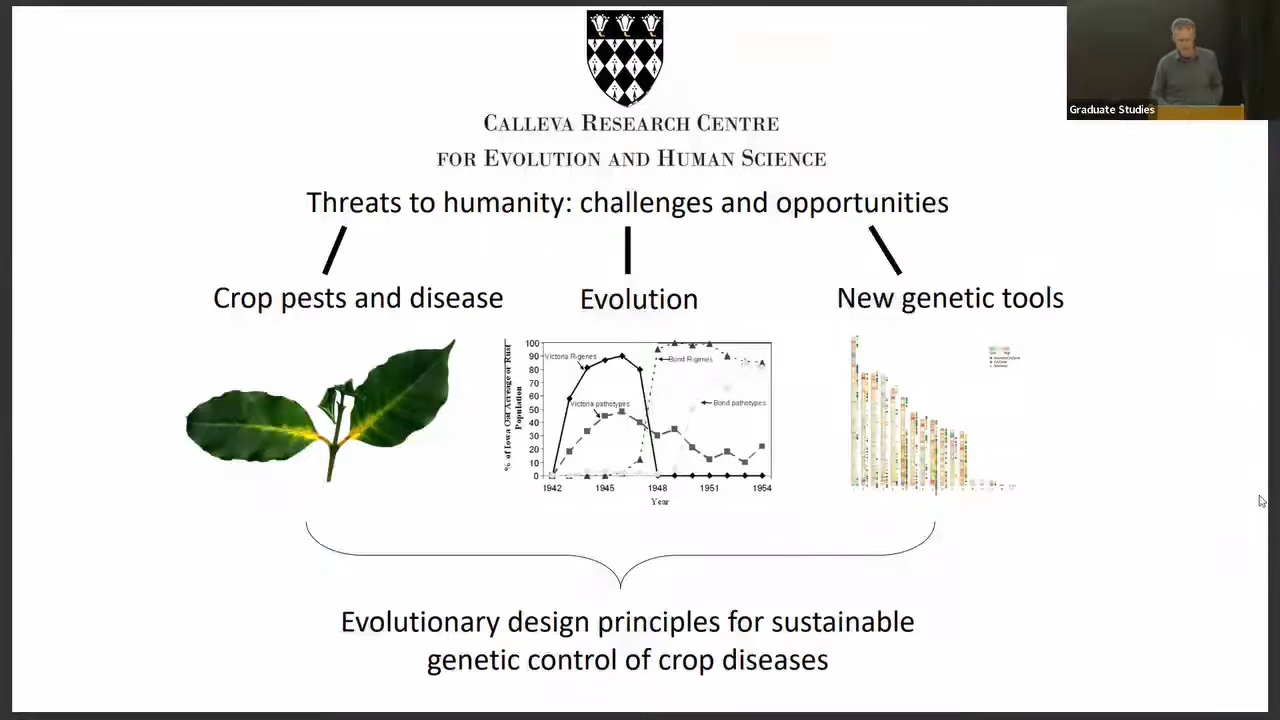 CALLEVA RESEARCH CENTRE
FOR EVOLUTION AND HUMAN SCIENCE
Graduate Studies
Threats to humanity: challenges and opportunities
Crop pests and disease
Evolution
New genetic tools
% of Iowa Oat Acreage or Rust
Population
100
90
80
70
60
50
40
30
20
10
0
Victoria R-genes
Bond R-genes
Victoria pathotypes
Bond pathotypes
1942
1945
1948
1951
1954
Year
Evolutionary design principles for sustainable
genetic control of crop diseases